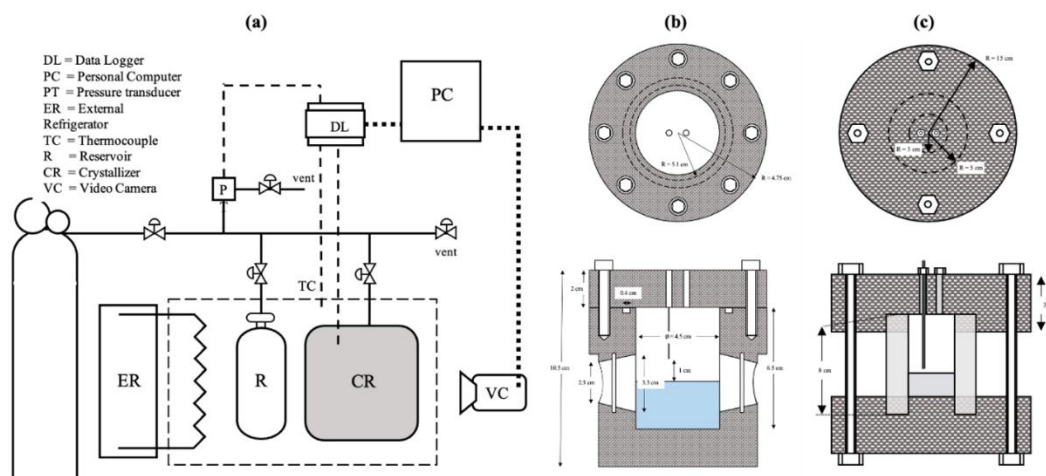 (a)
DL = Data Logger
PC = Personal Computer
PT = Pressure transducer
ER = External
Refrigerator
TC = Thermocouple
R = Reservoir
CR = Crystallizer
VC = Video Camera
PC
DL
P
vent
vent
TC
ER
R
CR
VC
(b)
R = 5.1 cm
R = 4.75 cm
2 cm
0.4 cm
φ = 4.5 cm
10.5 cm
1 cm
2.5 cm
3.3 cm
6.5 cm
(c)
R = 15 cm
R = 3 cm
R = 5 cm
8 cm